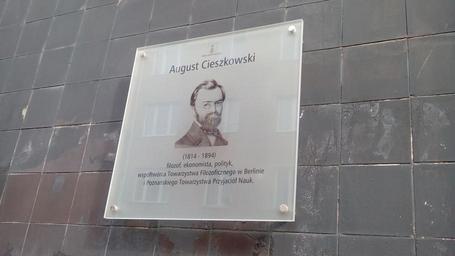 August Cieszkowski
(1814 - 1894)
filozof, ekonomista, polityk,
współtwórca Towarzystwa Filozoficznego w Berlinie
i Poznańskiego Towarzystwa Przyjaciół Nauk.